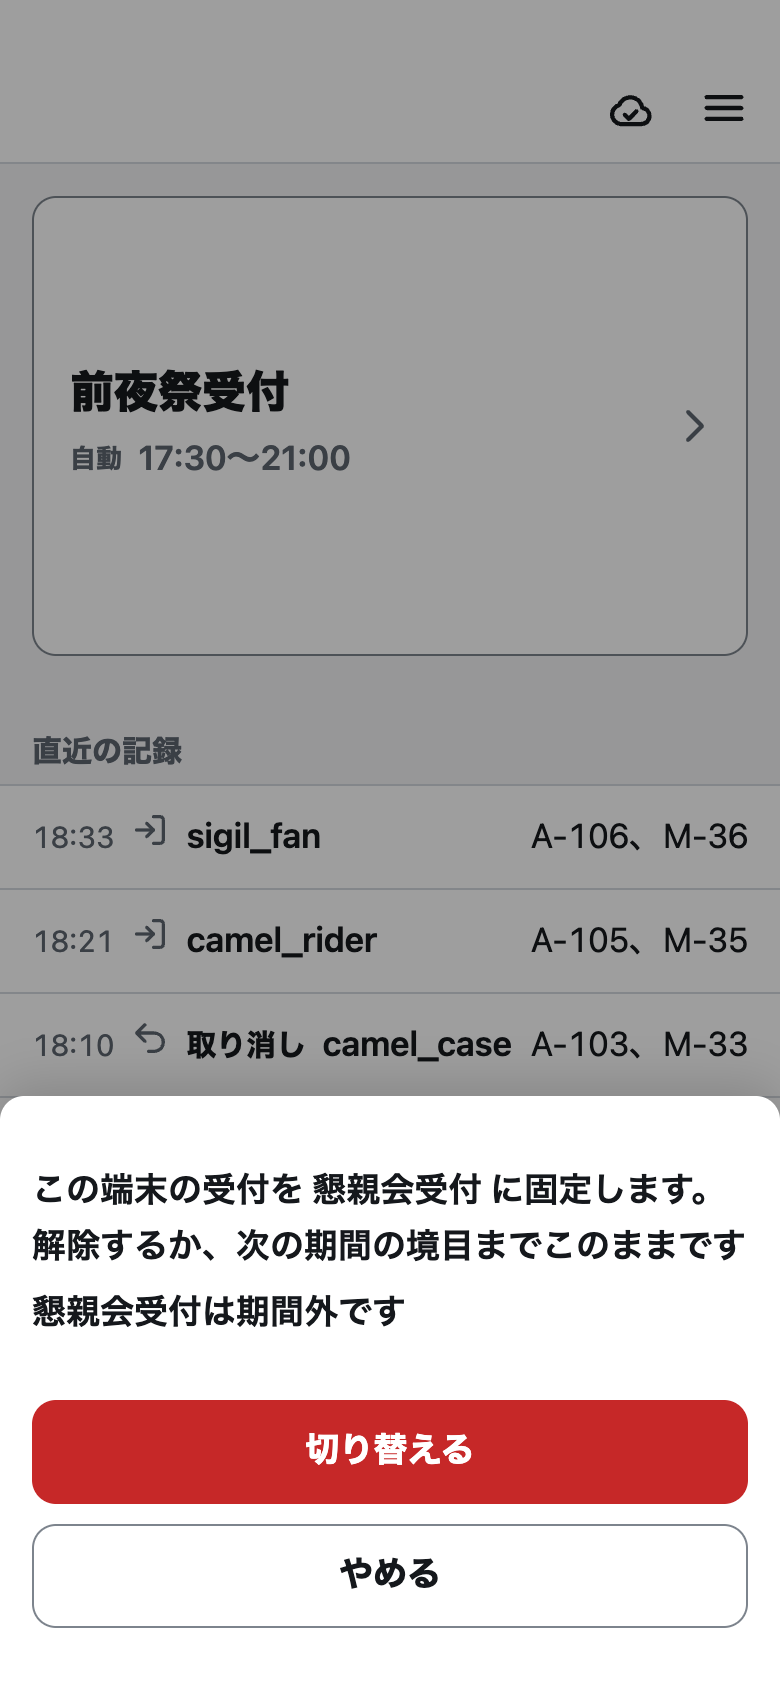 前夜祭受付
自動 17:30〜21:00
直近の記録
18:33 sigil_fan A-106、M-36
18:21 camel_rider A-105、M-35
18:10 取り消し camel_case A-103、M-33
この端末の受付を 懇親会受付 に固定します。
解除するか、次の期間の境目までこのままです
懇親会受付は期間外です
切り替える
やめる